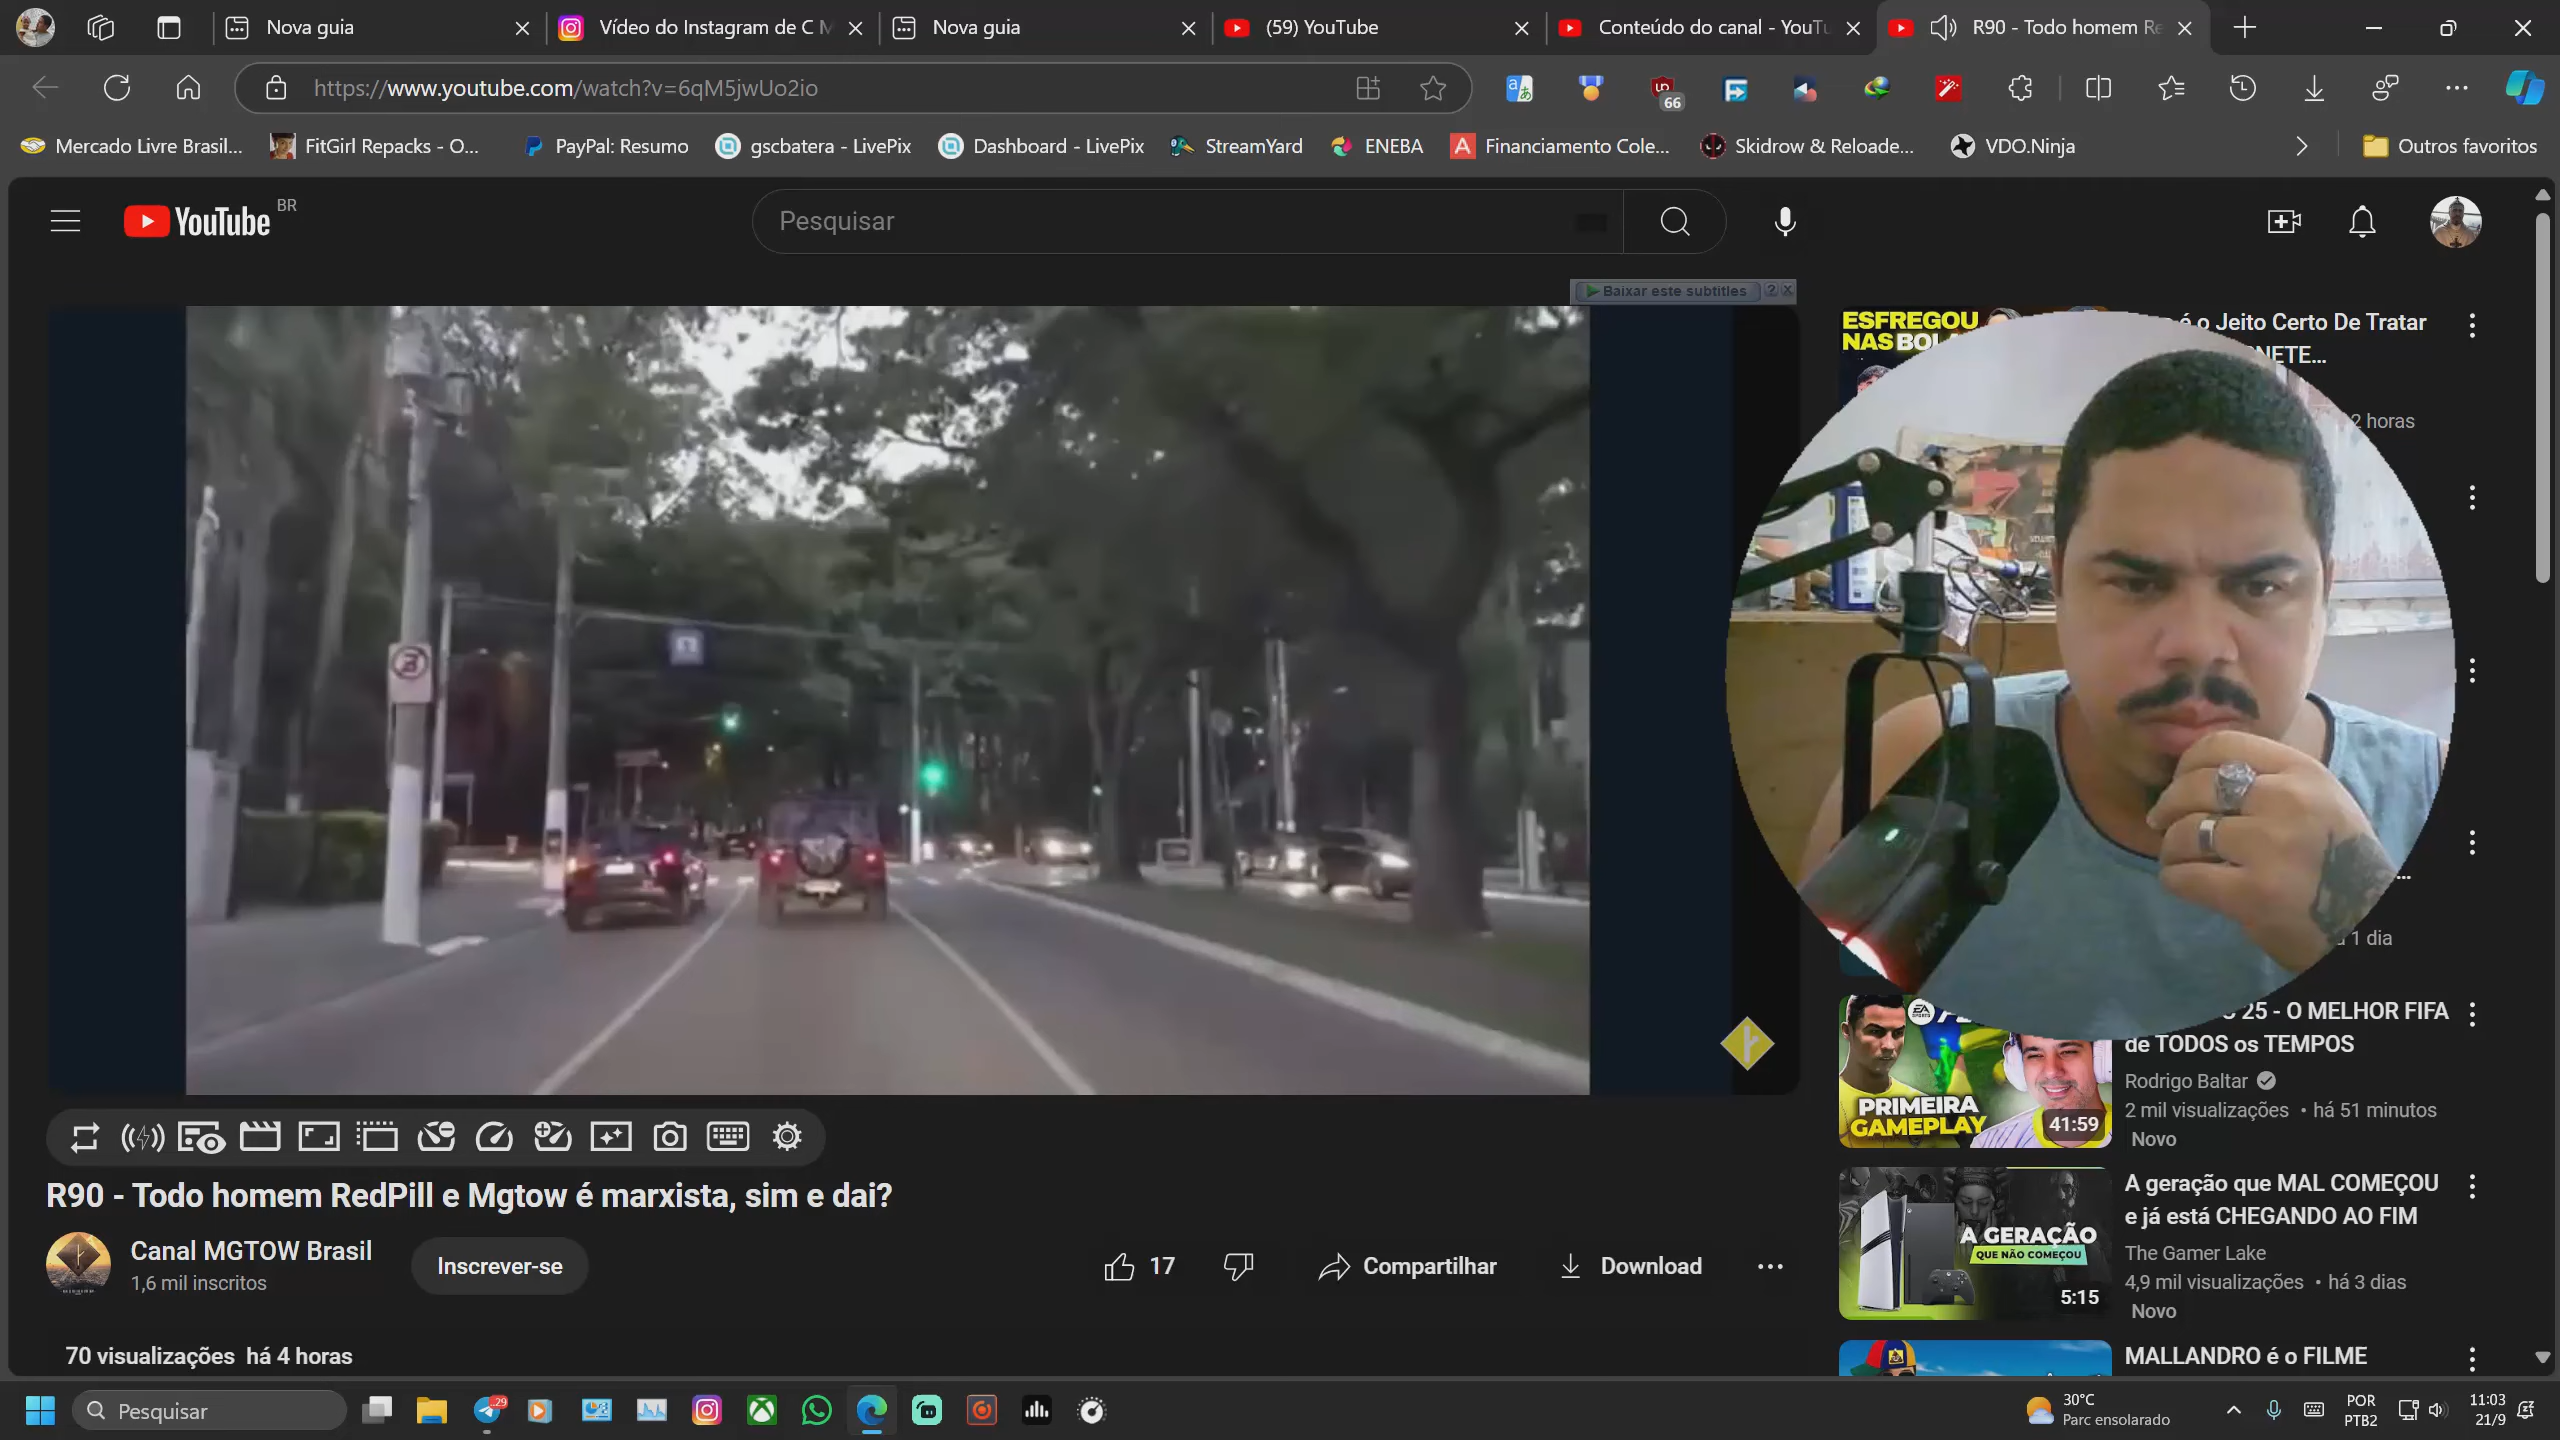 Nova guia
Vídeo do Instagram de C M
Nova guia
(59) YouTube
Conteúdo do canal - YouTu
R90 - Todo homem Re
https://www.youtube.com/watch?v=6qM5jwUo2io
66
Mercado Livre Brasil...
FitGirl Repacks - O...
PayPal: Resumo
gscbatera - LivePix
Dashboard - LivePix
StreamYard
ENEBA
Financiamento Cole...
Skidrow & Reloade...
VDO.Ninja
Outros favoritos
YouTube BR
Pesquisar
Baixar este subtitles
ESFREGOU
NAS BOL
é o Jeito Certo De Tratar
NETE...
2 horas
...
1 dia
25 - O MELHOR FIFA
de TODOS os TEMPOS
Rodrigo Baltar
2 mil visualizações • há 51 minutos
Novo
PRIMEIRA
GAMEPLAY
41:59
A geração que MAL COMEÇOU
e já está CHEGANDO AO FIM
The Gamer Lake
4,9 mil visualizações • há 3 dias
Novo
A GERAÇÃO
QUE NÃO COMEÇOU
5:15
MALLANDRO é o FILME
R90 - Todo homem RedPill e Mgtow é marxista, sim e dai?
Canal MGTOW Brasil
1,6 mil inscritos
Inscrever-se
17
Compartilhar
Download
70 visualizações há 4 horas
Pesquisar
29
30°C
Parc ensolarado
POR
PTB2
11:03
21/9